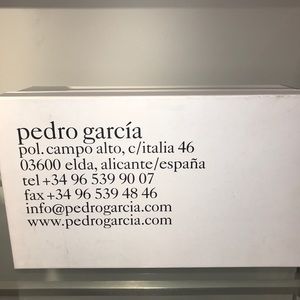 pedro garcía
pol. campo alto, c/italia 46
03600 elda, alicante/españa
tel +34 96 539 90 07
fax +34 96 539 48 46
info@pedrogarcia.com
www.pedrogarcia.com